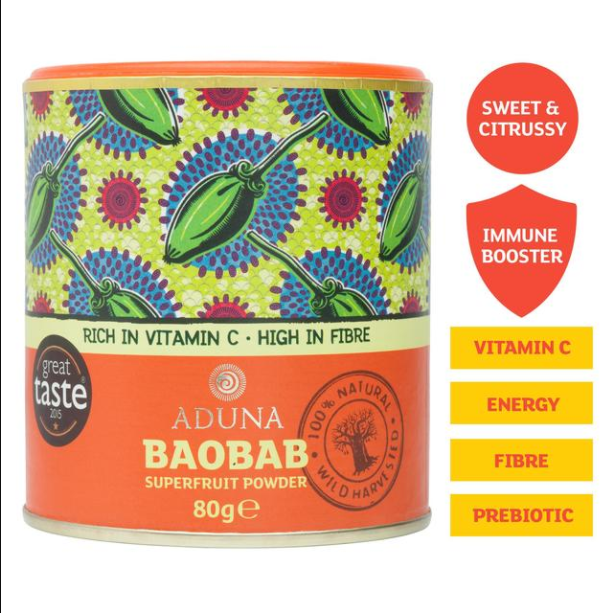 RICH IN VITAMIN C · HIGH IN FIBRE
great
taste
2015
ADUNA
BAOBAB
SUPERFRUIT POWDER
80g℮
100% NATURAL
WILD HARVESTED
SWEET &
CITRUSSY
IMMUNE
BOOSTER
VITAMIN C
ENERGY
FIBRE
PREBIOTIC